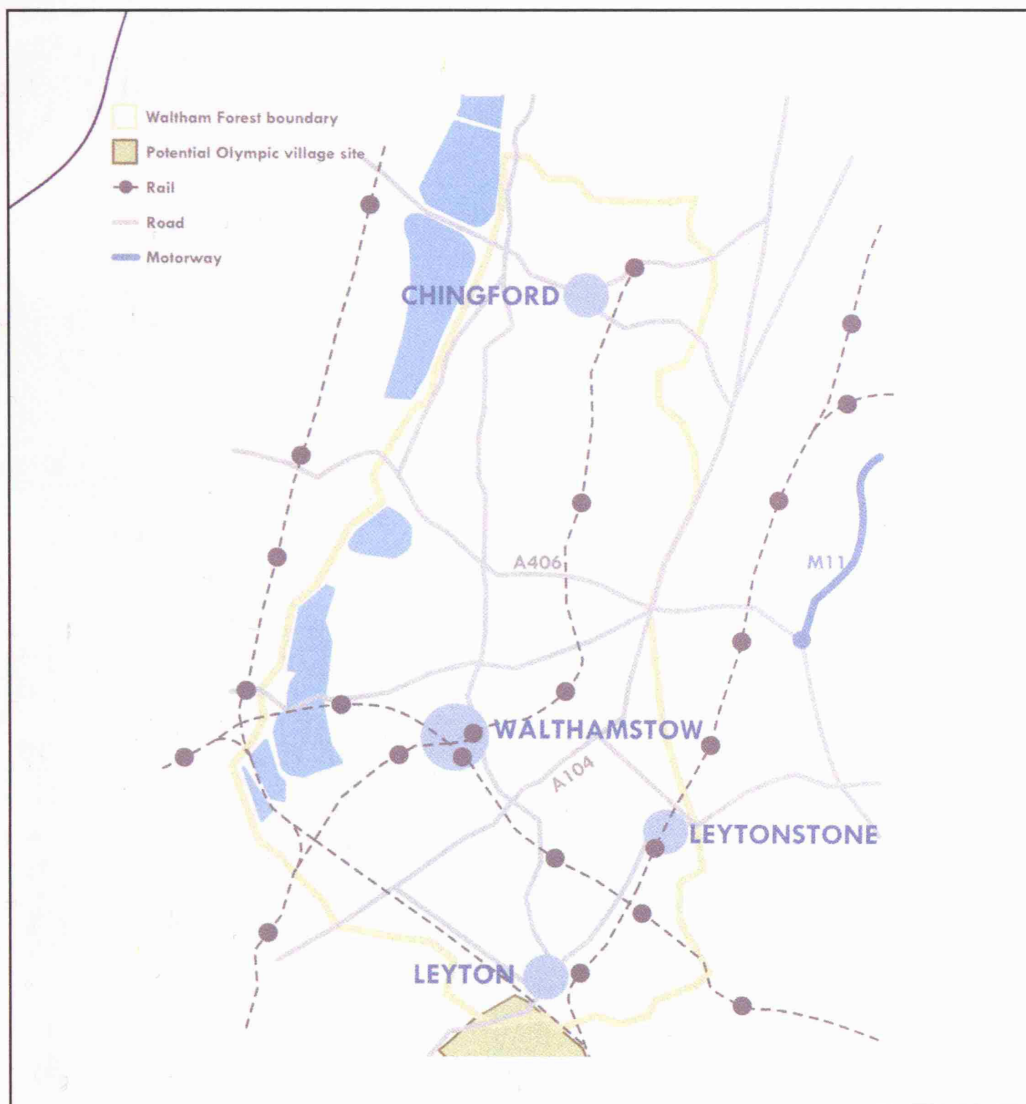 Waltham Forest boundary
Potential Olympic village site
Rail
Road
Motorway
CHINGFORD
A406
M11
WALTHAMSTOW
A104
LEYTONSTONE
LEYTON